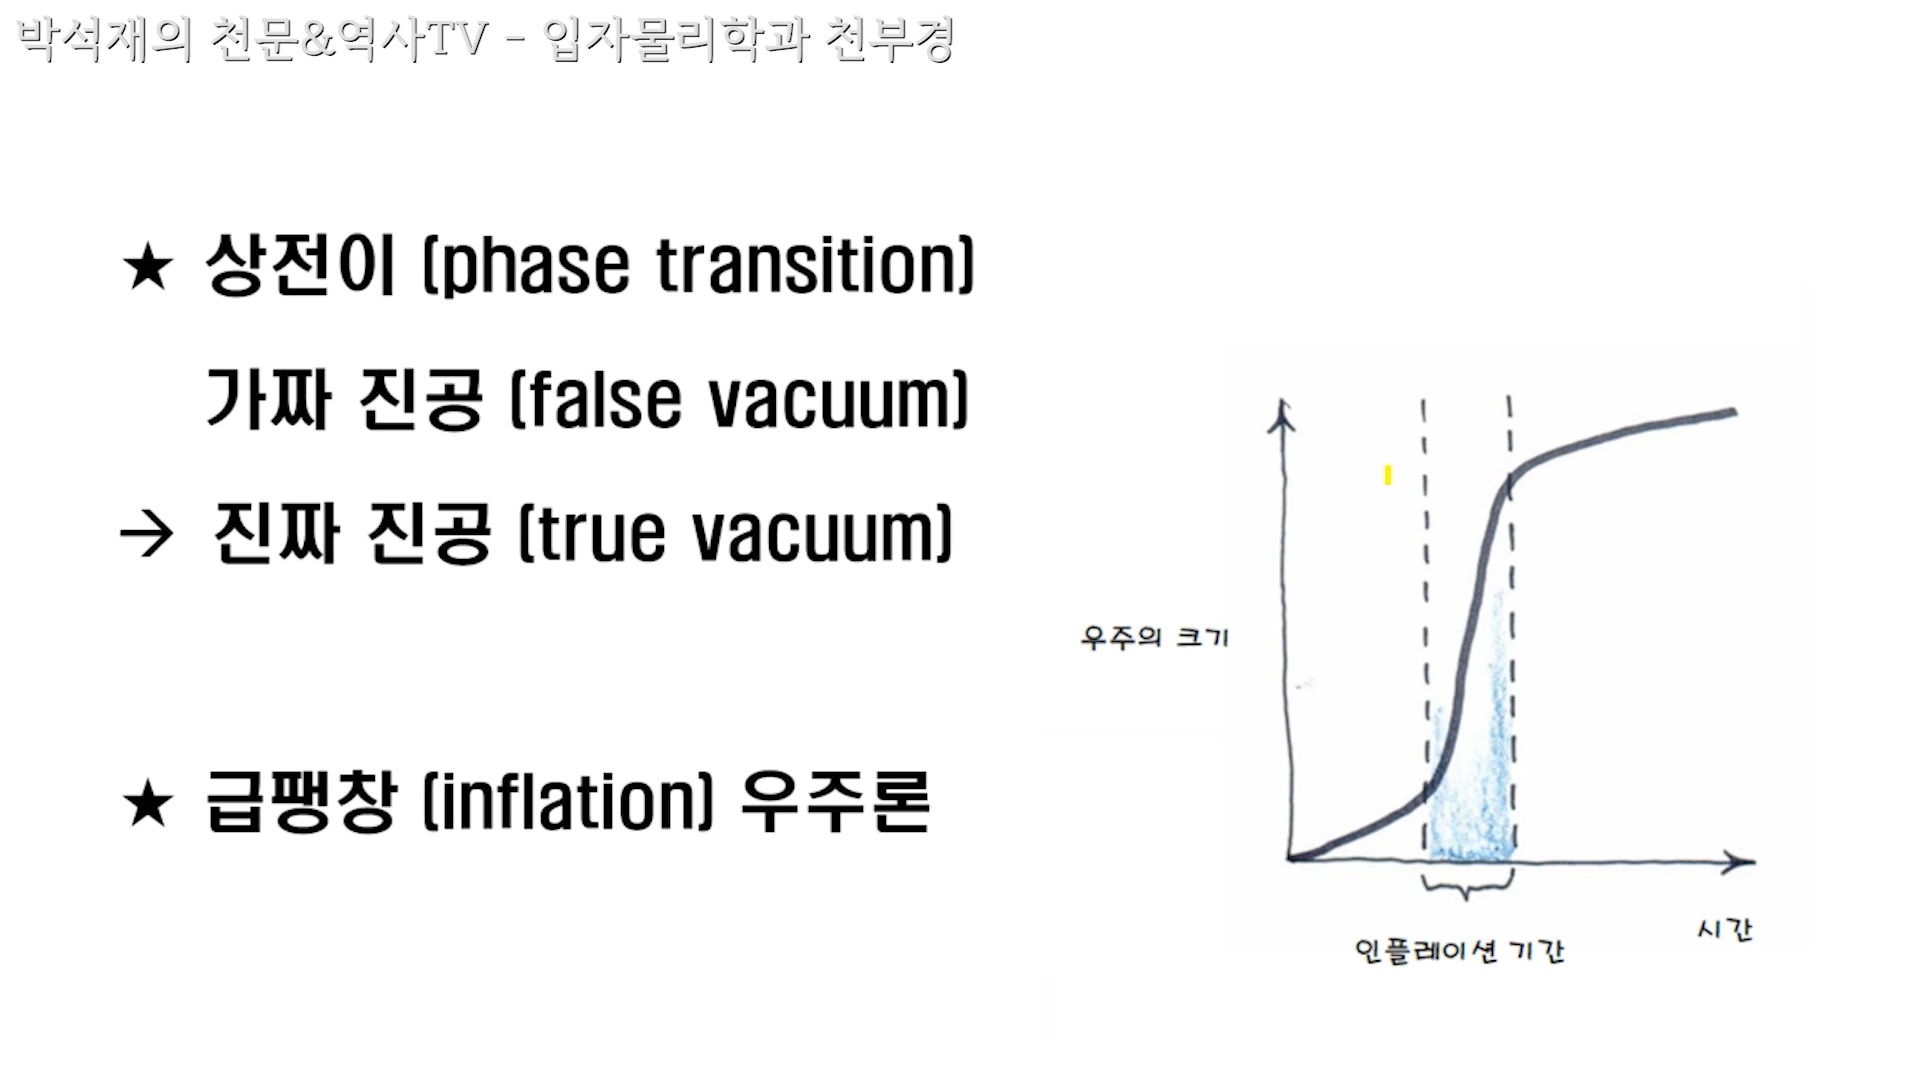 박석재의 천문&역사TV - 입자물리학과 천부경
★ 상전이 (phase transition)
가짜 진공 (false vacuum)
→ 진짜 진공 (true vacuum)
★ 급팽창 (inflation) 우주론
우주의 크기
인플레이션 기간
시간